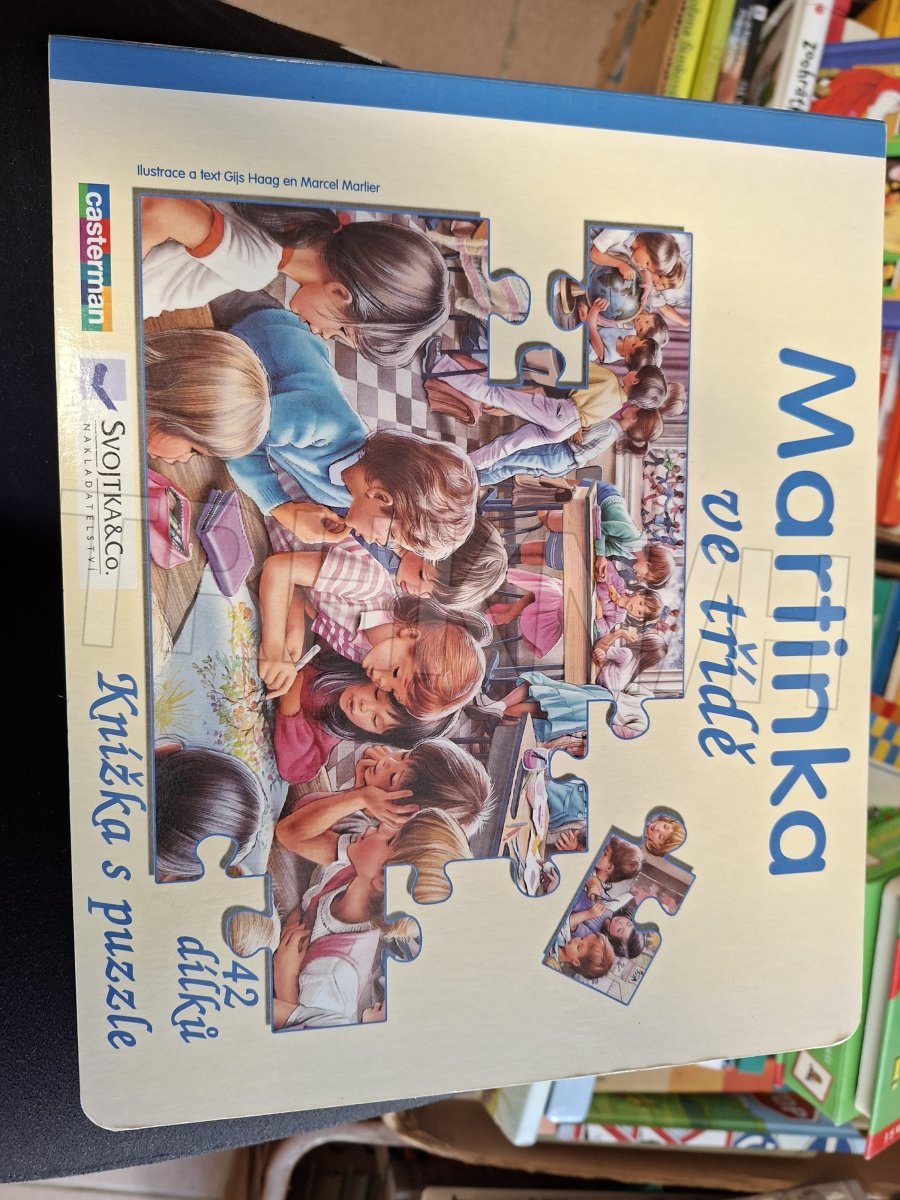 Martinka
ve třídě
Ilustrace a text Gijs Haag en Marcel Marlier
42
dílků
casterman
SVOJTKA&CO.
NAKLADATELSTVÍ
Knížka s puzzle